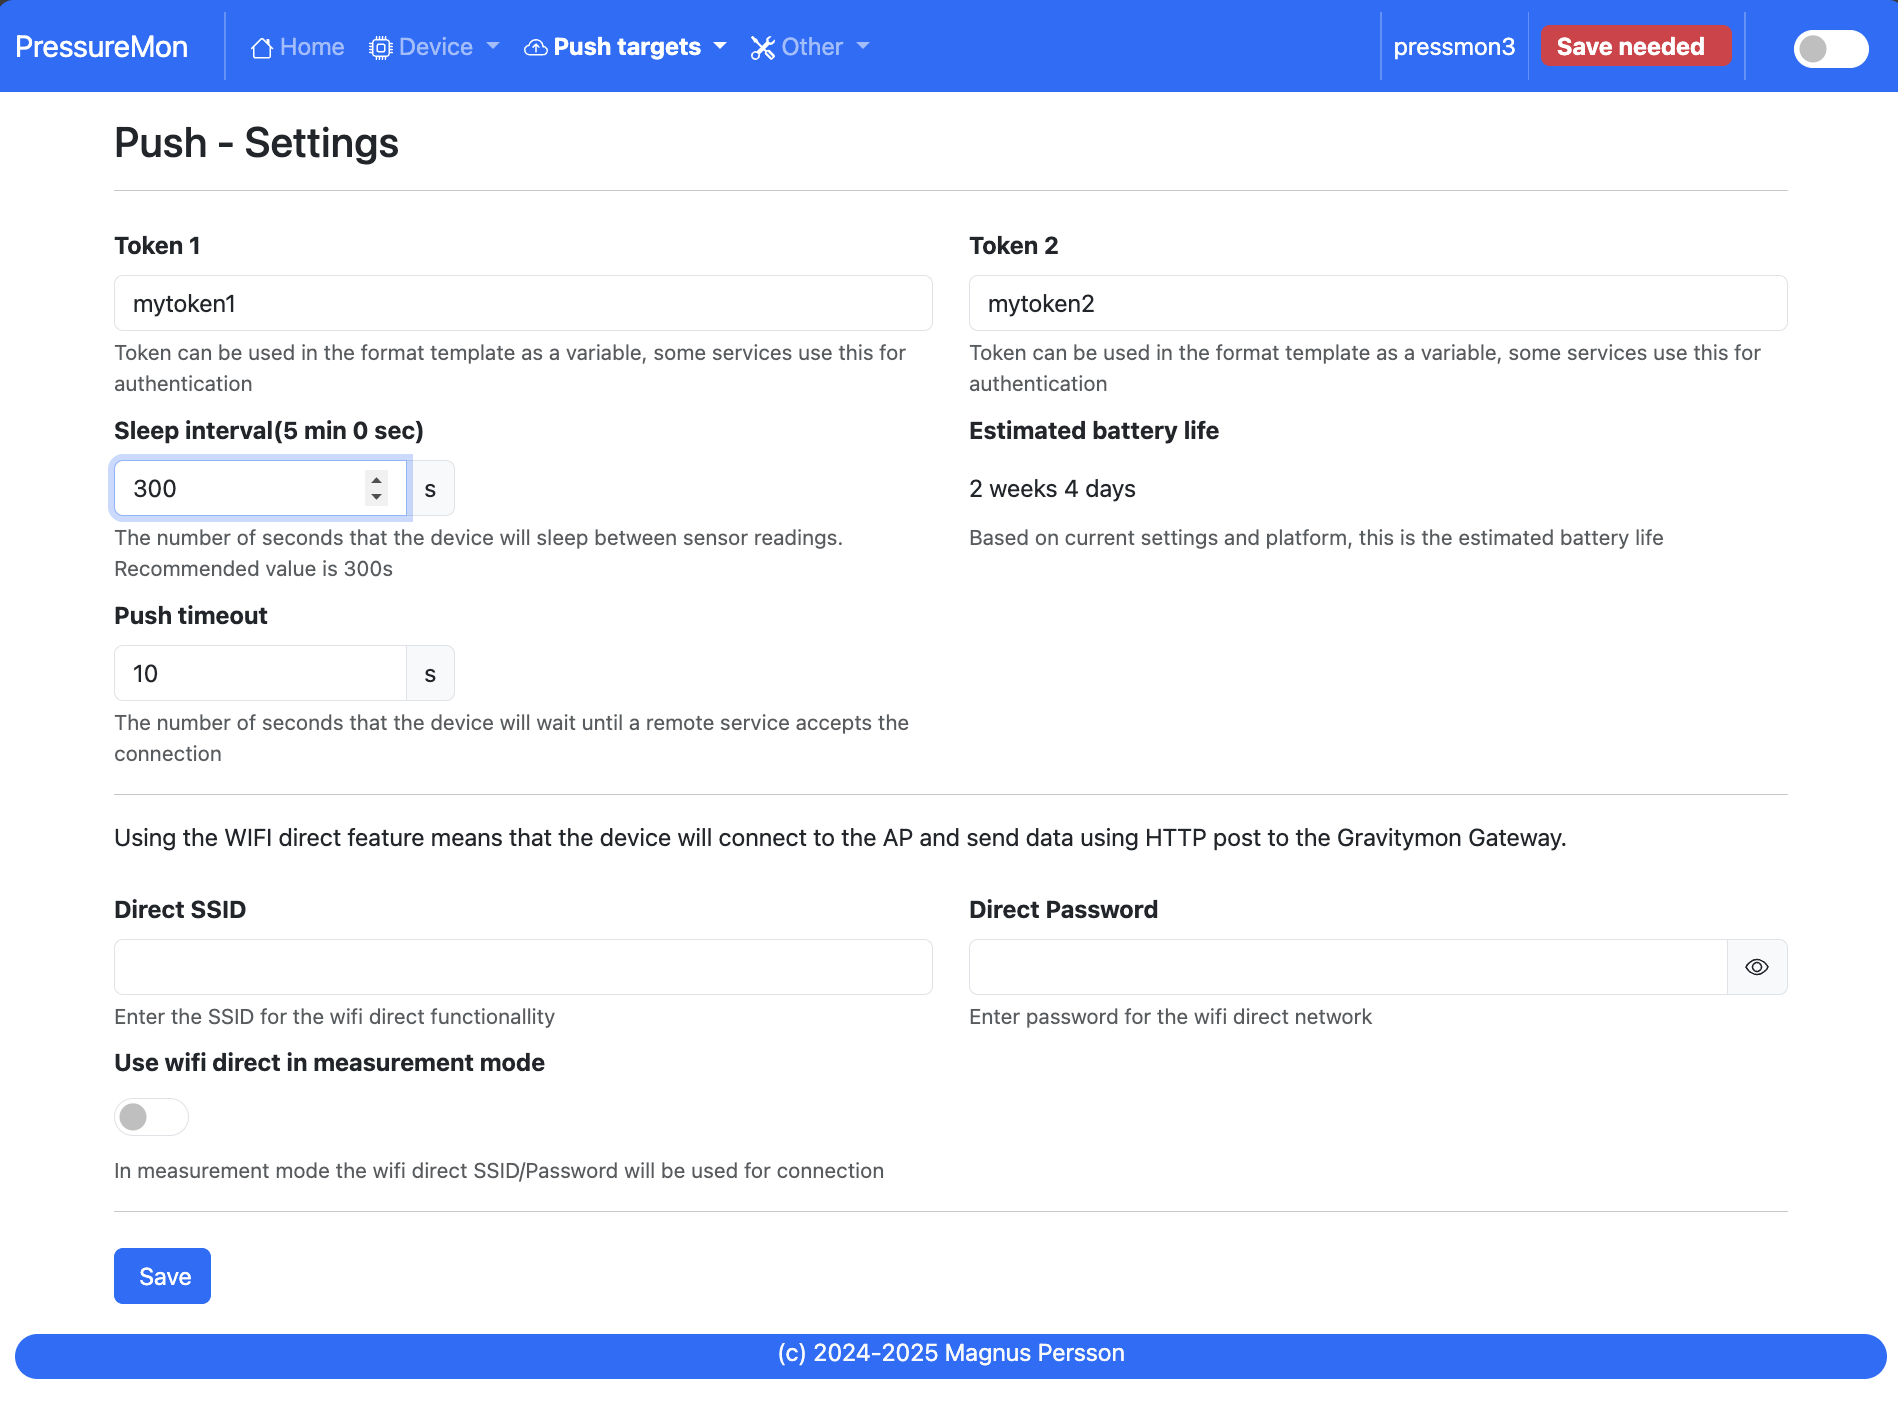 PressureMon
Home
Device
Push targets
Other
pressmon3
Save needed
Push - Settings
Token 1
Token 2
mytoken1
mytoken2
Token can be used in the format template as a variable, some services use this for
authentication
Token can be used in the format template as a variable, some services use this for
authentication
Sleep interval(5 min 0 sec)
Estimated battery life
300
s
2 weeks 4 days
The number of seconds that the device will sleep between sensor readings.
Recommended value is 300s
Based on current settings and platform, this is the estimated battery life
Push timeout
10
s
The number of seconds that the device will wait until a remote service accepts the
connection
Using the WIFI direct feature means that the device will connect to the AP and send data using HTTP post to the Gravitymon Gateway.
Direct SSID
Direct Password
Enter the SSID for the wifi direct functionallity
Enter password for the wifi direct network
Use wifi direct in measurement mode
In measurement mode the wifi direct SSID/Password will be used for connection
Save
(c) 2024-2025 Magnus Persson